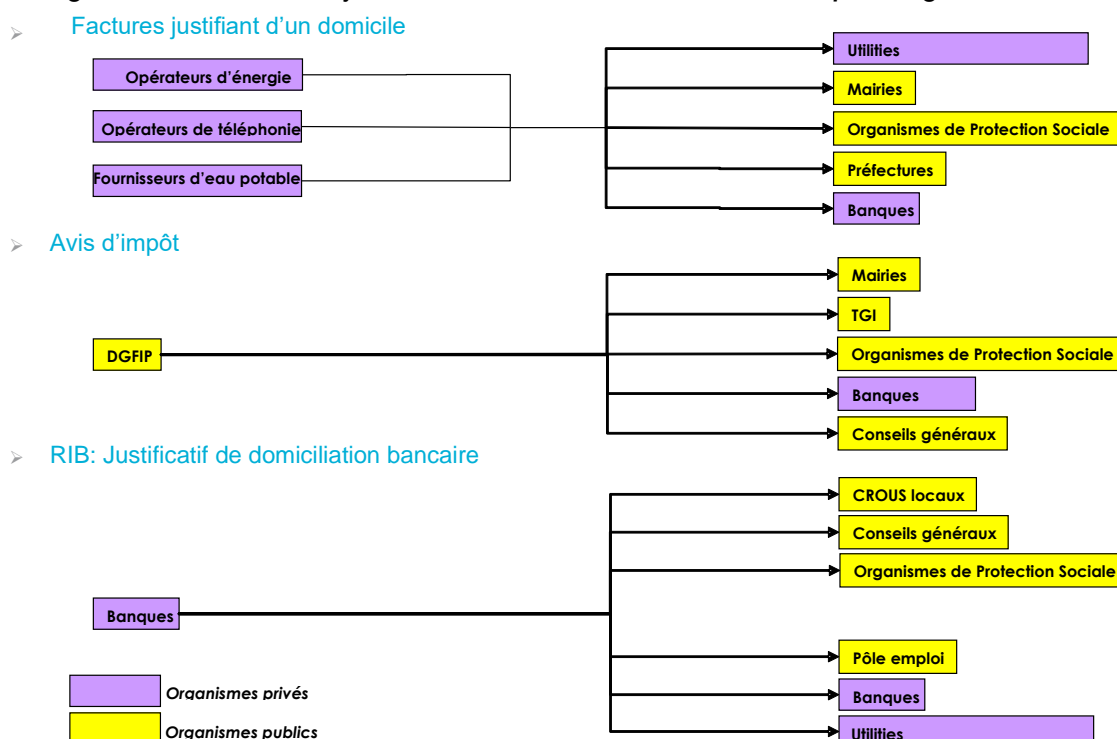 Factures justifiant d'un domicile
Opérateurs d'énergie
Opérateurs de téléphonie
Fournisseurs d'eau potable
Utilities
Mairies
Organismes de Protection Sociale
Préfectures
Banques
Avis d'impôt
DGFIP
Mairies
TGI
Organismes de Protection Sociale
Banques
Conseils généraux
RIB: Justificatif de domiciliation bancaire
Banques
CROUS locaux
Conseils généraux
Organismes de Protection Sociale
Pôle emploi
Banques
Utilities
Organismes privés
Organismes publics